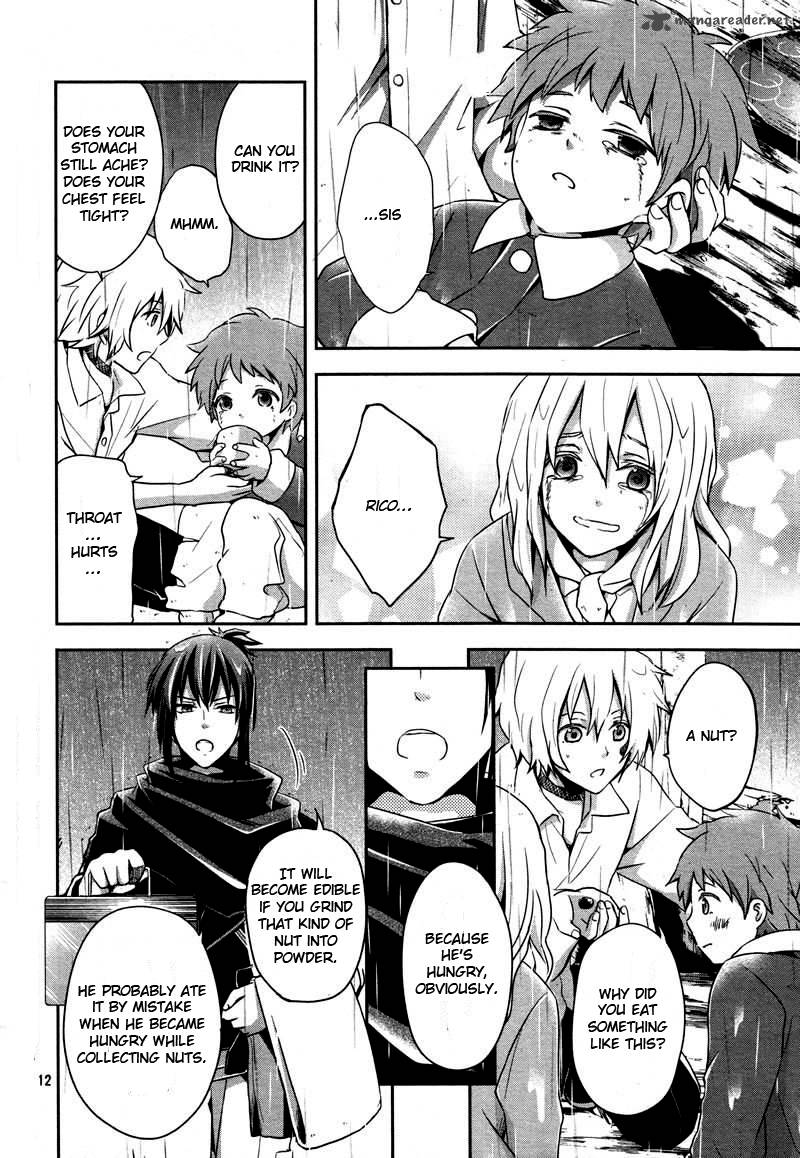 mangareader.net
...SIS
CAN YOU
DRINK IT?
DOES YOUR
STOMACH
STILL ACHE?
DOES YOUR
CHEST FEEL
TIGHT?
MHMM.
THROAT
...
HURTS
...
RICO...
A NUT?
WHY DID
YOU EAT
SOMETHING
LIKE THIS?
BECAUSE
HE'S
HUNGRY,
OBVIOUSLY.
IT WILL
BECOME EDIBLE
IF YOU GRIND
THAT KIND OF
NUT INTO
POWDER.
HE PROBABLY ATE
IT BY MISTAKE
WHEN HE BECAME
HUNGRY WHILE
COLLECTING NUTS.
12